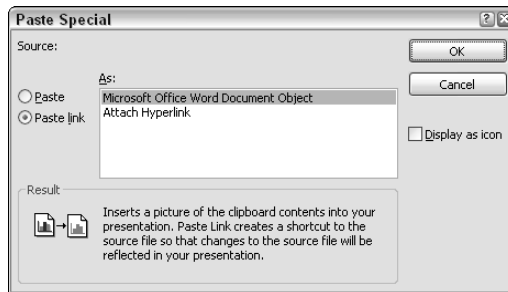 Paste Special
Source:
As:
Paste
Paste link
Microsoft Office Word Document Object
Attach Hyperlink
OK
Cancel
Display as icon
Result
Inserts a picture of the clipboard contents into your
presentation. Paste Link creates a shortcut to the
source file so that changes to the source file will be
reflected in your presentation.